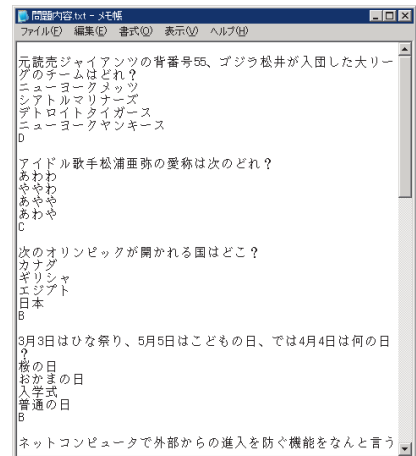 問題内容.txt - メモ帳
ファイル(F) 編集(E) 書式(O) 表示(V) ヘルプ(H)
元読売ジャイアンツの背番号55、ゴジラ松井が入団した大リー
グのチームはどれ？
ニューヨークメッツ
シアトルマリナーズ
デトロイトタイガース
ニューヨークヤンキース
D
アイドル歌手松浦亜弥の愛称は次のどれ？
あわわ
ややわ
あやや
あわや
C
次のオリンピックが開かれる国はどこ？
カナダ
ギリシャ
エジプト
日本
B
3月3日はひな祭り、5月5日はこどもの日、では4月4日は何の日
？
桜の日
おかまの日
入学式
普通の日
B
ネットコンピュータで外部からの進入を防ぐ機能をなんと言う